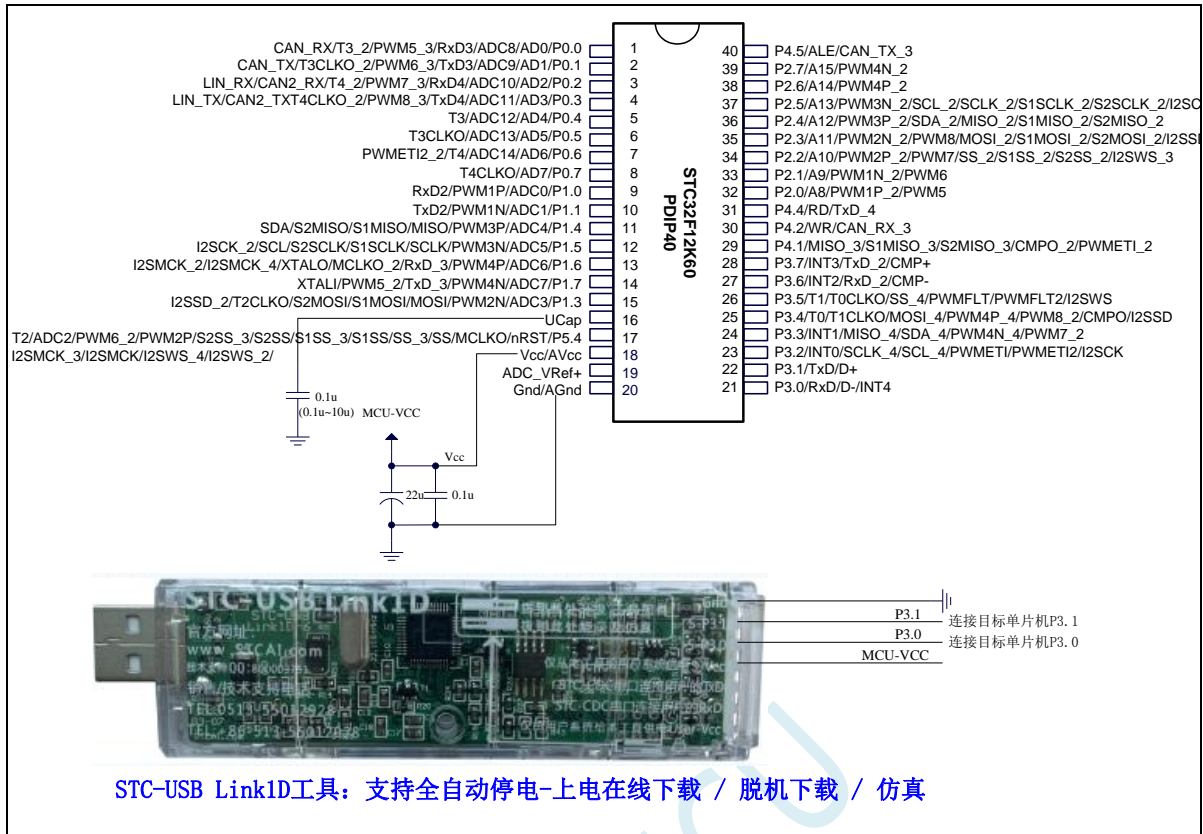 CAN_RX/T3_2/PWM5_3/RxD3/ADC8/AD0/P0.0
CAN_TX/T3CLKO_2/PWM6_3/TxD3/ADC9/AD1/P0.1
LIN_RX/CAN2_RX/T4_2/PWM7_3/RxD4/ADC10/AD2/P0.2
LIN_TX/CAN2_TXT4CLKO_2/PWM8_3/TxD4/ADC11/AD3/P0.3
T3/ADC12/AD4/P0.4
T3CLKO/ADC13/AD5/P0.5
PWMETI2_2/T4/ADC14/AD6/P0.6
T4CLKO/AD7/P0.7
RxD2/PWM1P/ADC0/P1.0
TxD2/PWM1N/ADC1/P1.1
SDA/S2MISO/S1MISO/MISO/PWM3P/ADC4/P1.4
I2SCK_2/SCL/S2SCLK/S1SCLK/SCLK/PWM3N/ADC5/P1.5
I2SMCK_2/I2SMCK_4/XTALO/MCLKO_2/RxD_3/PWM4P/ADC6/P1.6
XTALI/PWM5_2/TxD_3/PWM4N/ADC7/P1.7
I2SSD_2/T2CLKO/S2MOSI/S1MOSI/MOSI/PWM2N/ADC3/P1.3
UCap
T2/ADC2/PWM6_2/PWM2P/S2SS_3/S2SS/S1SS_3/S1SS/SS_3/SS/MCLKO/nRST/P5.4
I2SMCK_3/I2SMCK/I2SWS_4/I2SWS_2/
Vcc/AVcc
ADC_VRef+
Gnd/AGnd
1
2
3
4
5
6
7
8
9
10
11
12
13
14
15
16
17
18
19
20
STC32F12K60
PDIP40
40 P4.5/ALE/CAN_TX_3
39 P2.7/A15/PWM4N_2
38 P2.6/A14/PWM4P_2
37 P2.5/A13/PWM3N_2/SCL_2/SCLK_2/S1SCLK_2/S2SCLK_2/I2SC
36 P2.4/A12/PWM3P_2/SDA_2/MISO_2/S1MISO_2/S2MISO_2
35 P2.3/A11/PWM2N_2/PWM8/MOSI_2/S1MOSI_2/S2MOSI_2/I2SSI
34 P2.2/A10/PWM2P_2/PWM7/SS_2/S1SS_2/S2SS_2/I2SWS_3
33 P2.1/A9/PWM1N_2/PWM6
32 P2.0/A8/PWM1P_2/PWM5
31 P4.4/RD/TxD_4
30 P4.2/WR/CAN_RX_3
29 P4.1/MISO_3/S1MISO_3/S2MISO_3/CMPO_2/PWMETI_2
28 P3.7/INT3/TxD_2/CMP+
27 P3.6/INT2/RxD_2/CMP-
26 P3.5/T1/T0CLKO/SS_4/PWMFLT/PWMFLT2/I2SWS
25 P3.4/T0/T1CLKO/MOSI_4/PWM4P_4/PWM8_2/CMPO/I2SSD
24 P3.3/INT1/MISO_4/SDA_4/PWM4N_4/PWM7_2
23 P3.2/INT0/SCLK_4/SCL_4/PWMETI/PWMETI2/I2SCK
22 P3.1/TxD/D+
21 P3.0/RxD/D-/INT4
0.1u
(0.1u~10u)
MCU-VCC
Vcc
22u
0.1u
STC-USB Link1D
官方网址
www.STCAI.com
TEL:0513-55012928
Gnd
S-P3.1
User-Vcc
P3.1 连接目标单片机P3.1
P3.0 连接目标单片机P3.0
MCU-VCC
STC-USB Link1D工具: 支持全自动停电-上电在线下载 / 脱机下载 / 仿真